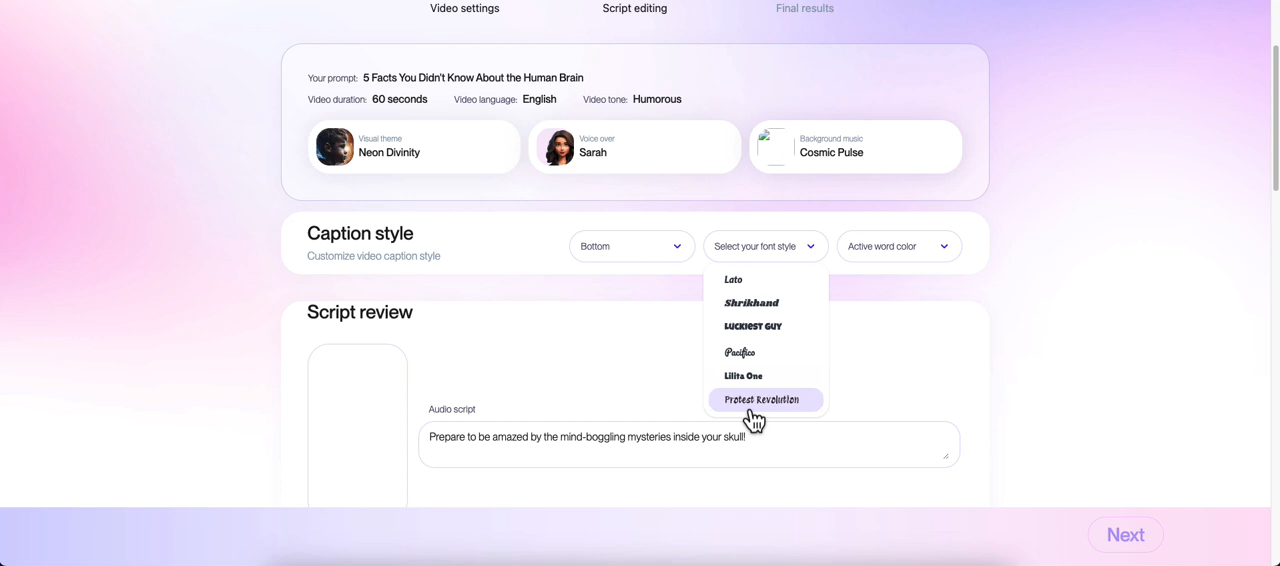 Video settings Script editing Final results
Your prompt: 5 Facts You Didn't Know About the Human Brain
Video duration: 60 seconds Video language: English Video tone: Humorous
Visual theme
Neon Divinity
Voice over
Sarah
Background music
Cosmic Pulse
Caption style
Customize video caption style
Bottom
Select your font style
Active word color
Lato
Shrikhand
Luckiest Guy
Pacifico
Lilita One
Protest Revolution
Script review
Audio script
Prepare to be amazed by the mind-boggling mysteries inside your skull!
Next